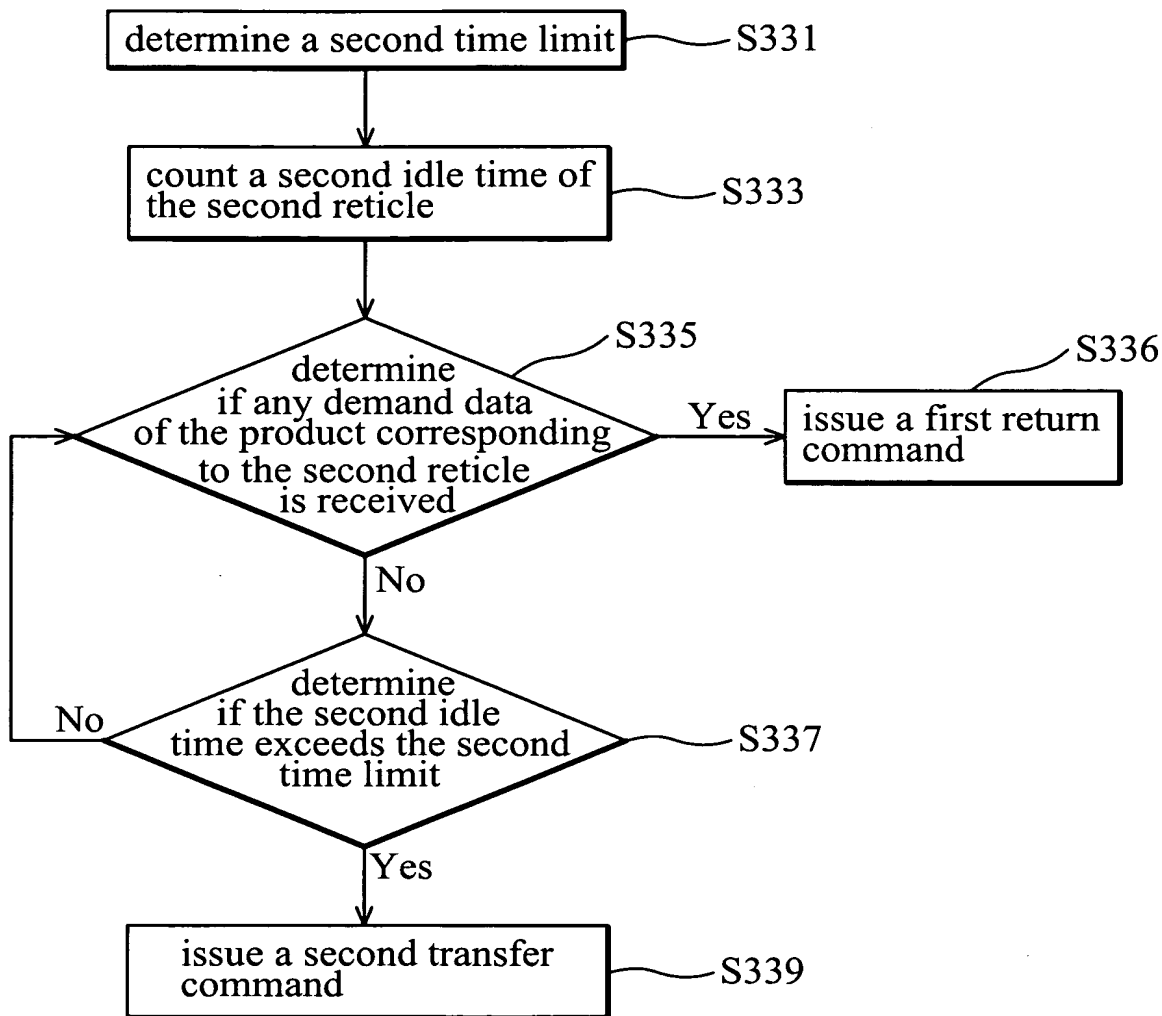 determine a second time limit
S331
count a second idle time of
the second reticle
S333
S335
determine
if any demand data
of the product corresponding
to the second reticle
is received
Yes
S336
issue a first return
command
No
determine
if the second idle
time exceeds the second
time limit
No
S337
Yes
issue a second transfer
command
S339